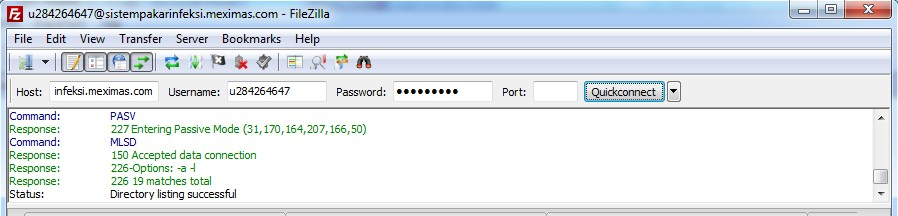 u284264647@sistempakarinfeksi.meximas.com - FileZilla
File Edit View Transfer Server Bookmarks Help
Host: infeksi.meximas.com Username: u284264647 Password: ●●●●●●●●● Port: Quickconnect
Command: PASV
Response: 227 Entering Passive Mode (31,170,164,207,166,50)
Command: MLSD
Response: 150 Accepted data connection
Response: 226-Options: -a -l
Response: 226 19 matches total
Status: Directory listing successful